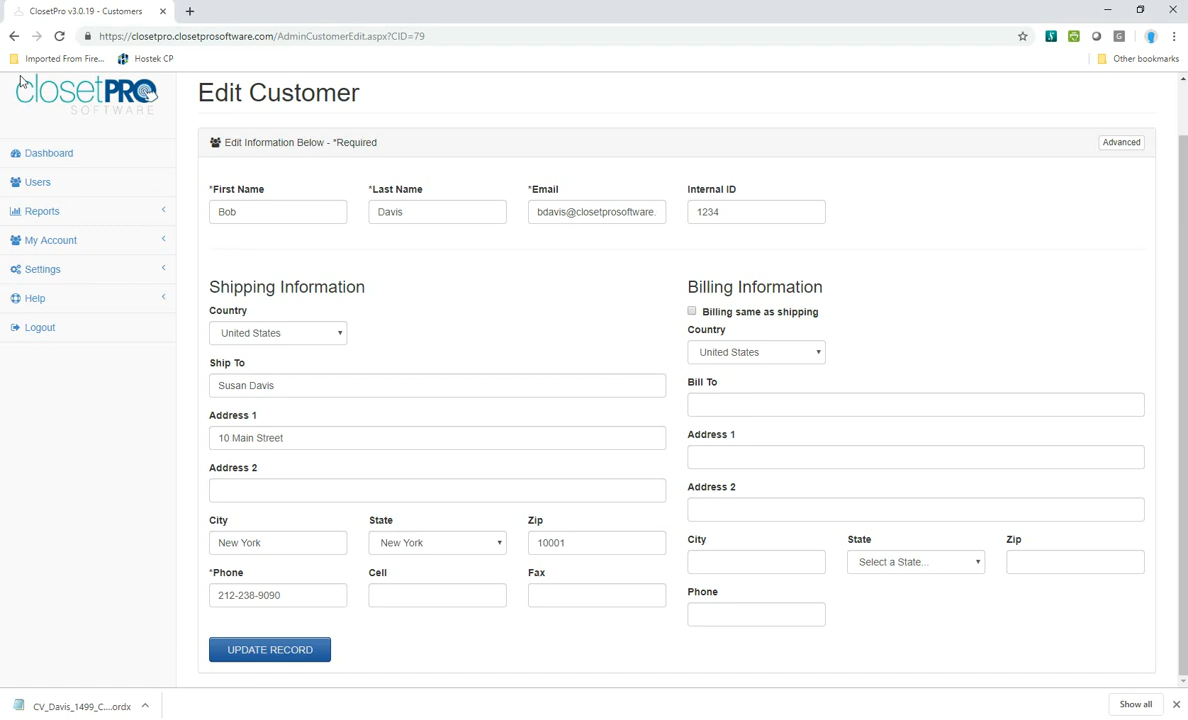 ClosetPro v3.0.19 - Customers
https://closetpro.closetprosoftware.com/AdminCustomerEdit.aspx?CID=79
Imported From Fire...
Hostek CP
Other bookmarks
closetPRO
SOFTWARE
Dashboard
Users
Reports
My Account
Settings
Help
Logout
Edit Customer
Edit Information Below - *Required
Advanced
*First Name
*Last Name
*Email
Internal ID
Bob
Davis
bdavis@closetprosoftware.
1234
Shipping Information
Country
United States
Ship To
Susan Davis
Address 1
10 Main Street
Address 2
City
State
Zip
New York
New York
10001
*Phone
Cell
Fax
212-238-9090
UPDATE RECORD
Billing Information
Billing same as shipping
Country
United States
Bill To
Address 1
Address 2
City
State
Zip
Select a State...
Phone
CV_Davis_1499_C....ordx
Show all